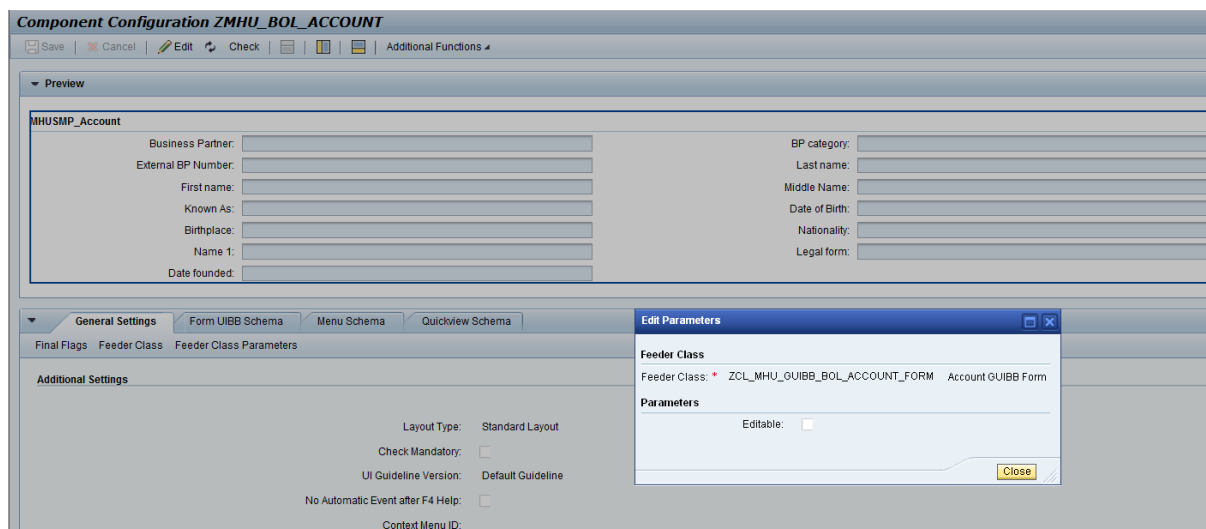 Component Configuration ZMHU_BOL_ACCOUNT
Save Cancel Edit Check Additional Functions
Preview
MHUSMP_Account
Business Partner: BP category:
External BP Number: Last name:
First name: Middle Name:
Known As: Date of Birth:
Birthplace: Nationality:
Name 1: Legal form:
Date founded:
General Settings Form UIBB Schema Menu Schema Quickview Schema
Final Flags Feeder Class Feeder Class Parameters
Additional Settings
Layout Type: Standard Layout
Check Mandatory:
UI Guideline Version: Default Guideline
No Automatic Event after F4 Help:
Context Menu ID:
Edit Parameters
Feeder Class
Feeder Class: * ZCL_MHU_GUIBB_BOL_ACCOUNT_FORM Account GUIBB Form
Parameters
Editable:
Close